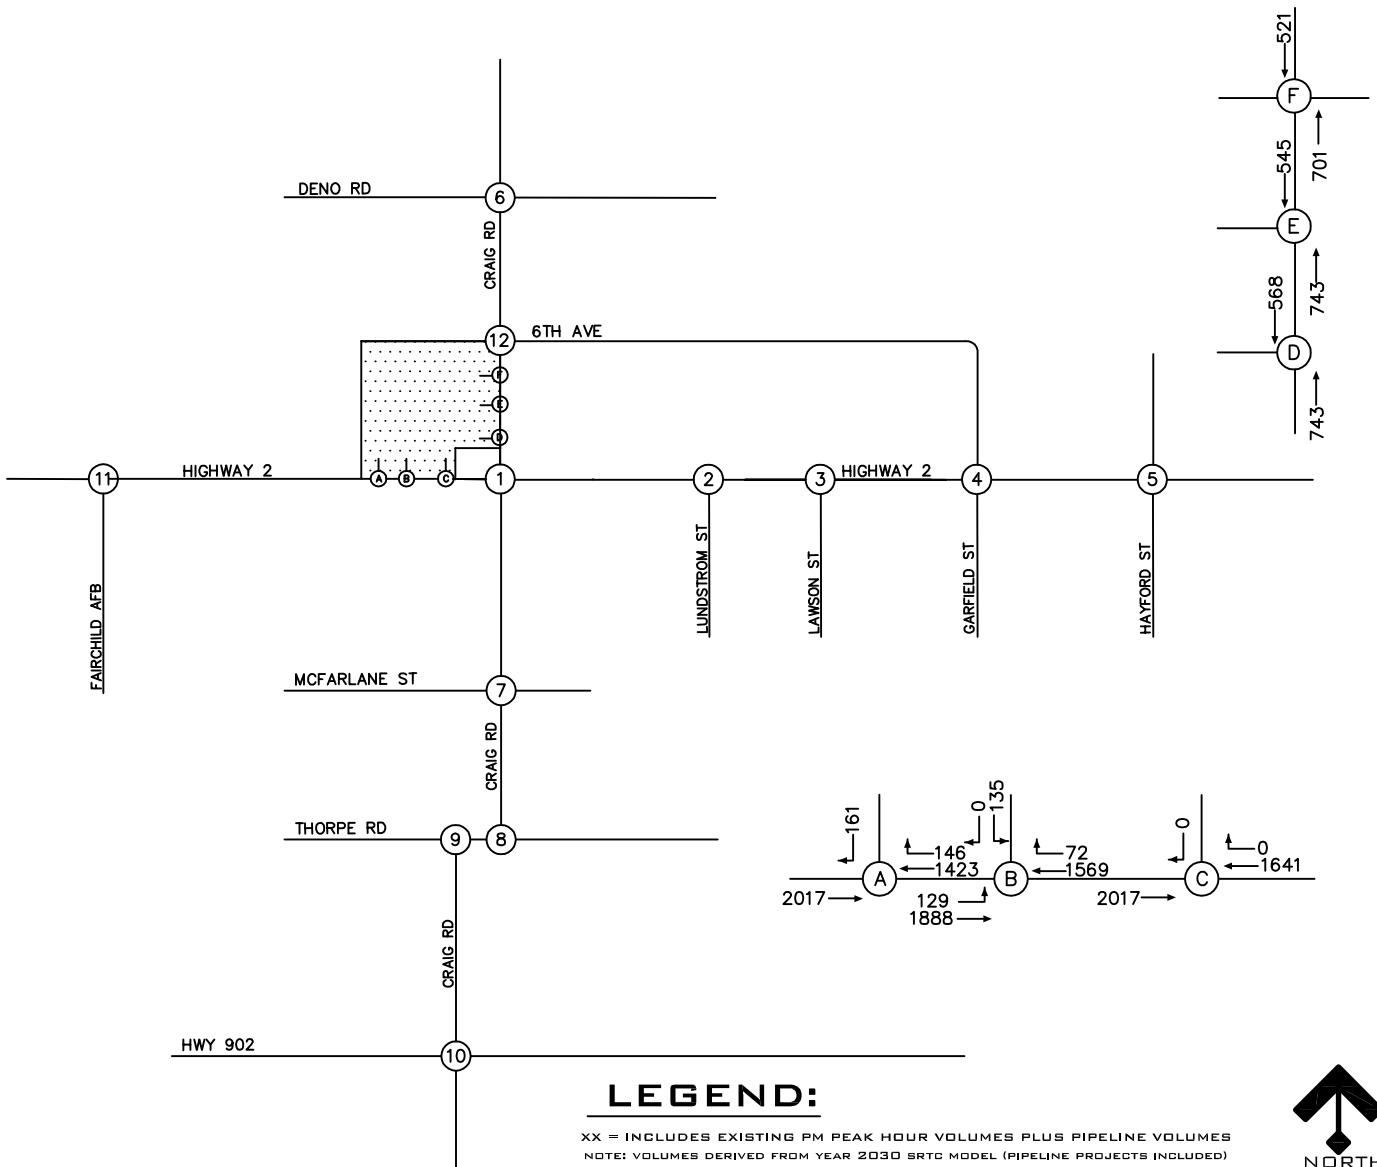 521
F
545
701
E
568
743
D
743
DENO RD
6
CRAIG RD
12
6TH AVE
F
E
D
11
HIGHWAY 2
A
B
C
1
2
3
HIGHWAY 2
4
5
FAIRCHILD AFB
LUNDSTROM ST
LAWSON ST
GARFIELD ST
HAYFORD ST
MCFARLANE ST
7
CRAIG RD
THORPE RD
9
8
CRAIG RD
HWY 902
10
161
146
1423
A
2017
0
135
72
1569
B
129
1888
0
0
1641
C
2017
LEGEND:
XX = INCLUDES EXISTING PM PEAK HOUR VOLUMES PLUS PIPELINE VOLUMES
NOTE: VOLUMES DERIVED FROM YEAR 2030 SRTC MODEL (PIPELINE PROJECTS INCLUDED)
NORTH